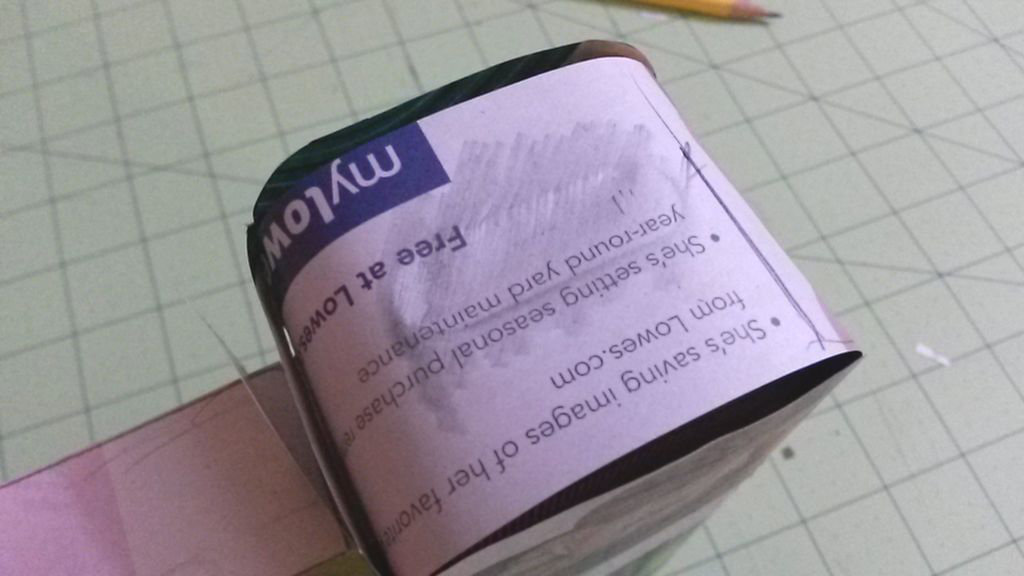 • She's saving images of her favorite
from Lowes.com
• She's setting seasonal purchase re
year-round yard maintenance
Free at Lowes
myLow